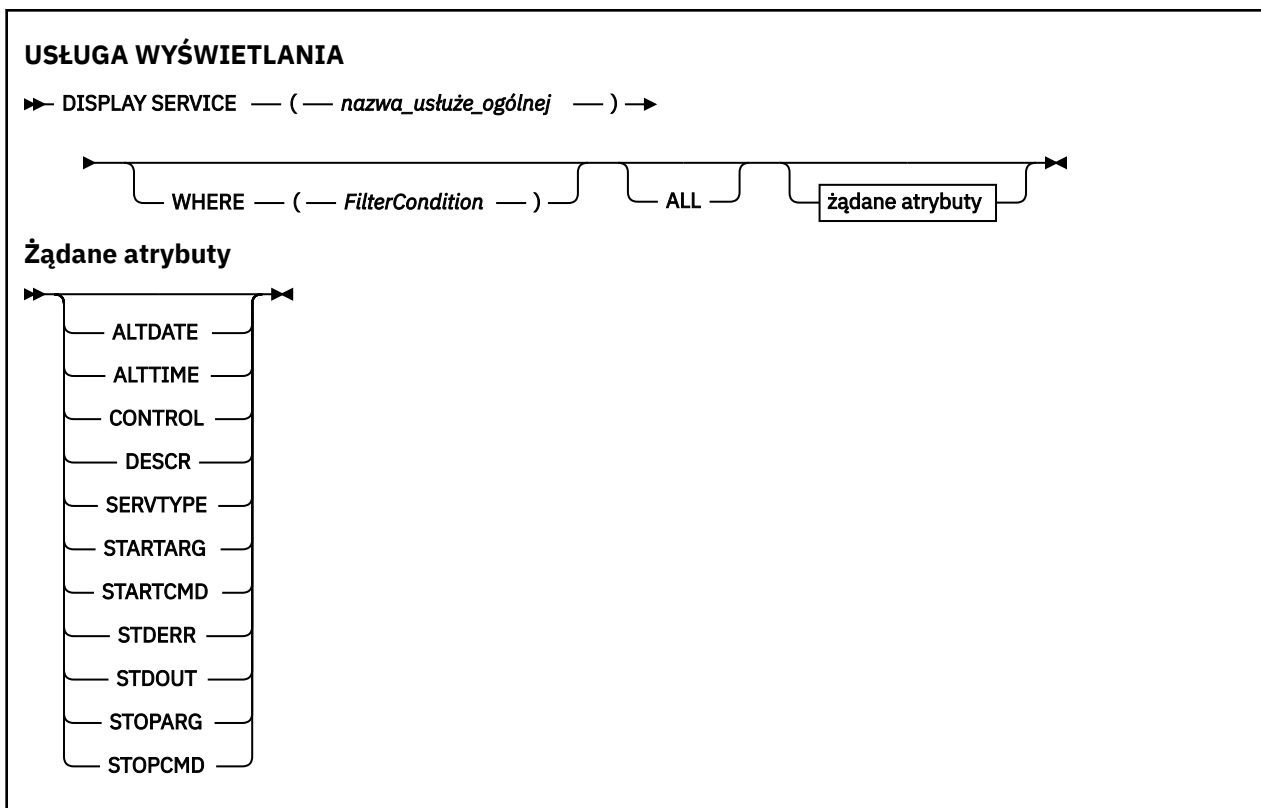 USŁUGA WYŚWIETLANIA
DISPLAY SERVICE ( nazwa_usłuże_ogólnej )
WHERE ( FilterCondition ) ALL żądane atrybuty
Żądane atrybuty
ALTDATE
ALTTIME
CONTROL
DESCR
SERVTYPE
STARTARG
STARTCMD
STDERR
STDOUT
STOPARG
STOPCMD